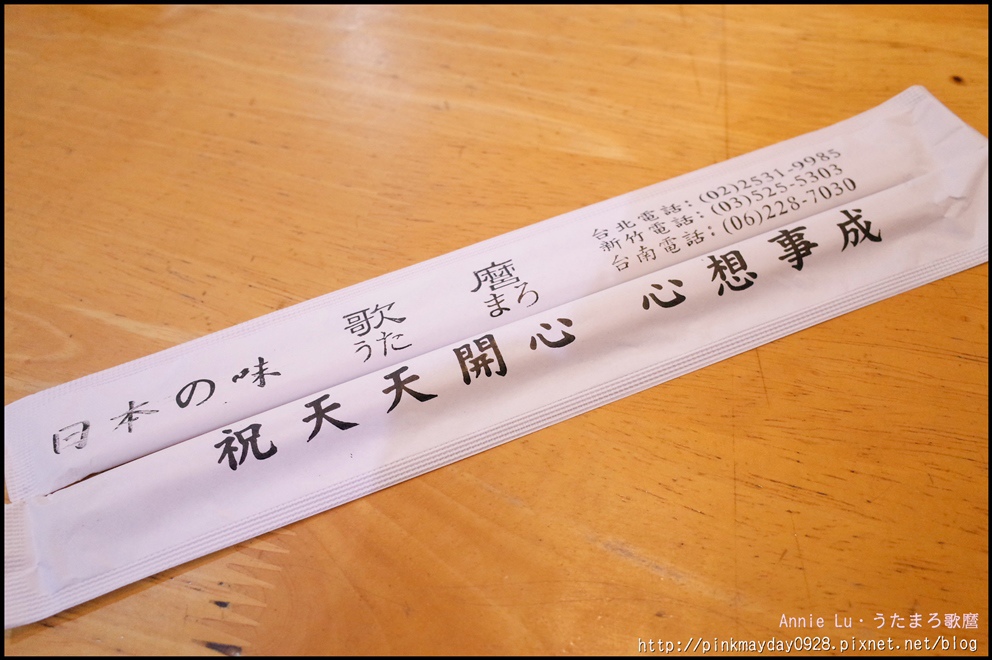 日本の味
歌麿
うたまろ
台北電話:(02)2531-9985
新竹電話:(03)525-5303
台南電話:(06)228-7030
祝天天開心 心想事成
Annie Lu・うたまろ歌麿
http://pinkmayday0928.pixnet.net/blog